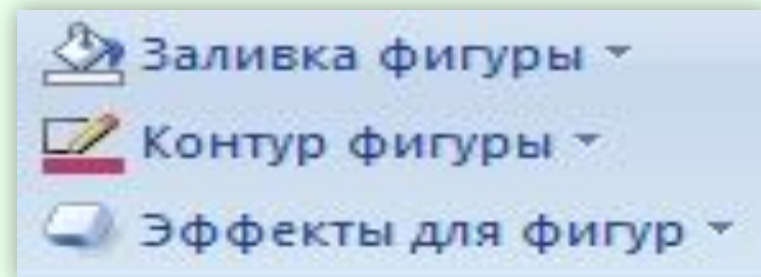 Заливка фигуры
Контур фигуры
Эффекты для фигур